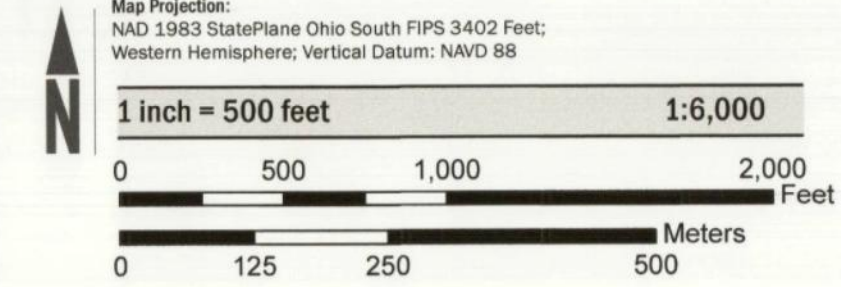 Map Projection:
NAD 1983 StatePlane Ohio South FIPS 3402 Feet;
Western Hemisphere; Vertical Datum: NAVD 88
N
1 inch = 500 feet 1:6,000
0 500 1,000 2,000
Feet
Meters
0 125 250 500